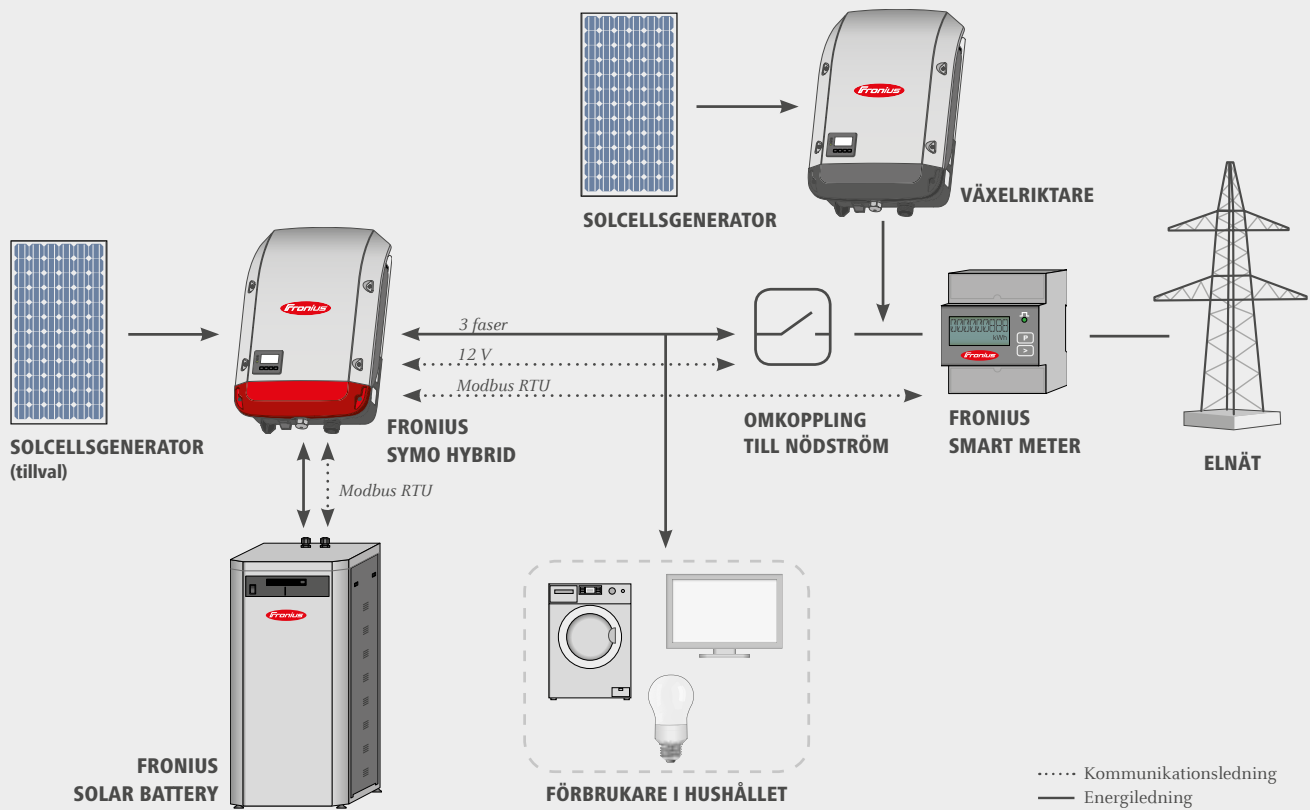 Fronius
SOLCELLSGENERATOR
VÄXELRIKTARE
Fronius
3 faser
12 V
Modbus RTU
kWh
P
>
Fronius
SOLCELLSGENERATOR
(tillval)
FRONIUS
SYMO HYBRID
OMKOPPLING
TILL NÖDSTRÖM
FRONIUS
SMART METER
ELNÄT
Modbus RTU
Fronius
FRONIUS
SOLAR BATTERY
FÖRBRUKARE I HUSHÅLLET
Kommunikationsledning
Energiledning